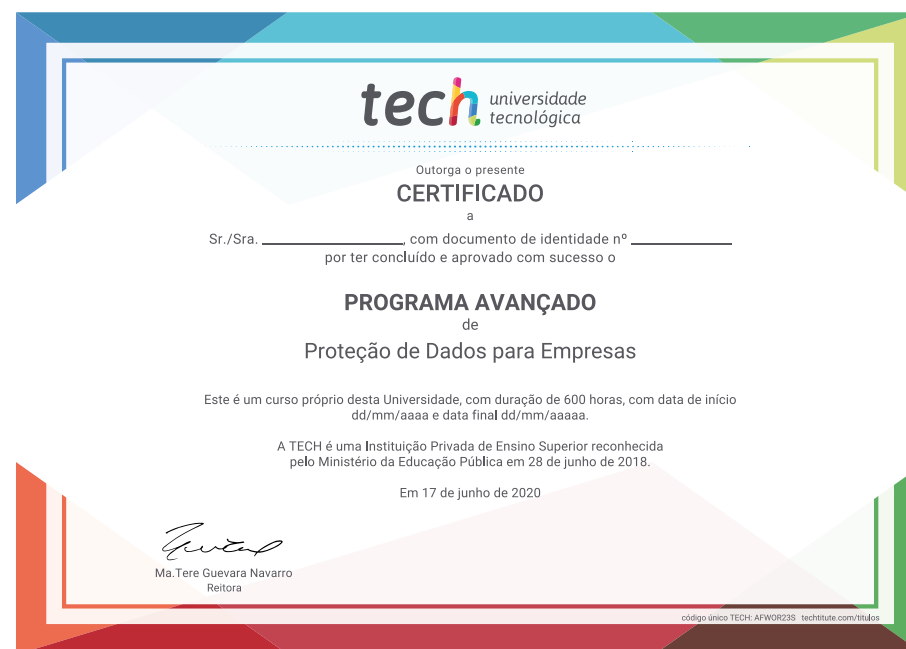 tech universidade
tecnológica
Outorga o presente
CERTIFICADO
a
Sr./Sra. ________________, com documento de identidade nº ____________
por ter concluído e aprovado com sucesso o
PROGRAMA AVANÇADO
de
Proteção de Dados para Empresas
Este é um curso próprio desta Universidade, com duração de 600 horas, com data de início
dd/mm/aaaa e data final dd/mm/aaaaa.
A TECH é uma Instituição Privada de Ensino Superior reconhecida
pelo Ministério da Educação Pública em 28 de junho de 2018.
Em 17 de junho de 2020
Ma.Tere Guevara Navarro
Reitora
código único TECH: AFWOR23S techtitute.com/titulos